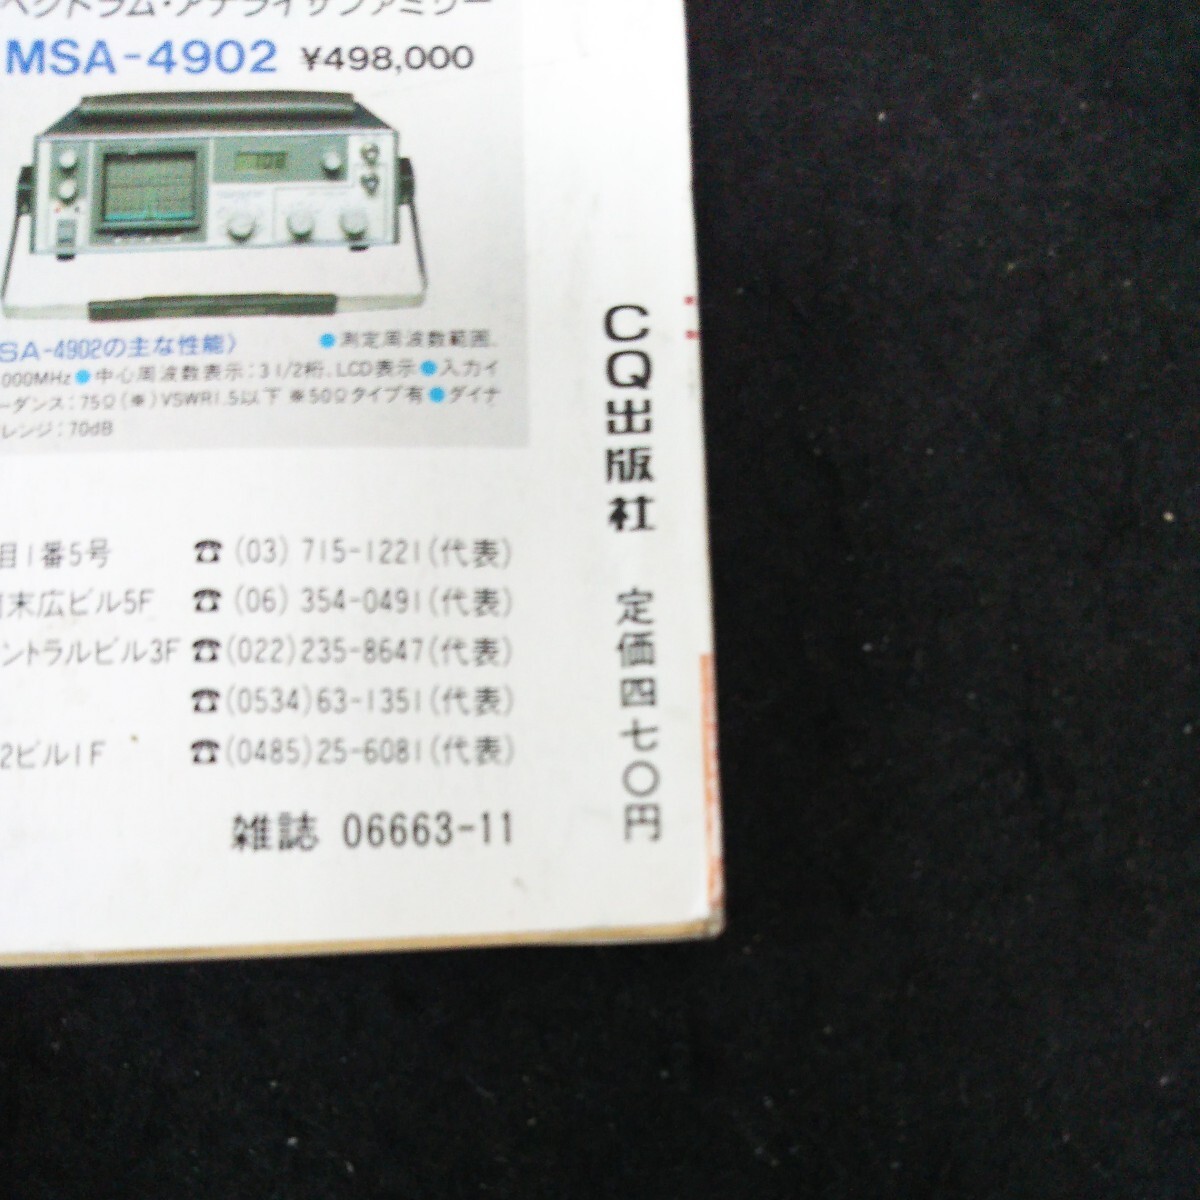 ペクトラム・アナライザファミリー
MSA-4902 ¥498,000
SA-4902の主な性能〉 ●測定周波数範囲、
000MHz ●中心周波数表示:3 1/2桁、LCD表示 ●入力イ
ーダンス:75Ω(※)VSWR1.5以下 ※50Ωタイプ有 ●ダイナ
レンジ:70dB
目1番5号 ☎(03) 715-1221(代表)
末広ビル5F ☎(06) 354-0491(代表)
ントラルビル3F ☎(022)235-8647(代表)
☎(0534)63-1351(代表)
2ビル1F ☎(0485)25-6081(代表)
雑誌 06663-11
CQ出版社 定価四七〇円